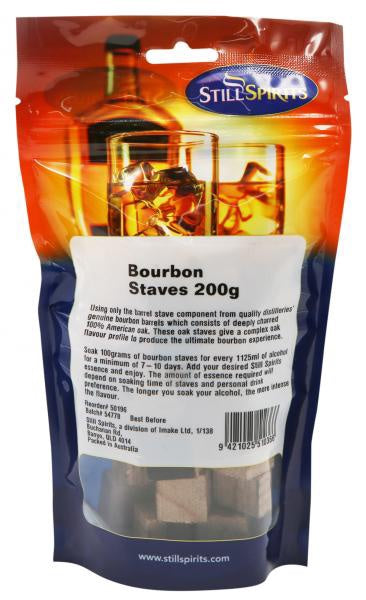 STILL SPIRITS
Bourbon
Staves 200g
Using only the barrel stave component from quality distilleries'
genuine bourbon barrels which consists of deeply charred
100% American oak. These oak staves give a complex oak
flavour profile to produce the ultimate bourbon experience.
Soak 100grams of bourbon staves for every 1125ml of alcohol
for a minimum of 7 – 10 days. Add your desired Still Spirits
essence and enjoy. The amount of essence required will
depend on soaking time of staves and personal drink
preference. The longer you soak your alcohol, the more intense
the flavour.
Reorder# 50196
Batch# 54778 Best Before
Still Spirits, a division of Imake Ltd, 1/138
Buchanan Rd,
Banyo, QLD 4014
Packed in Australia
www.stillspirits.com